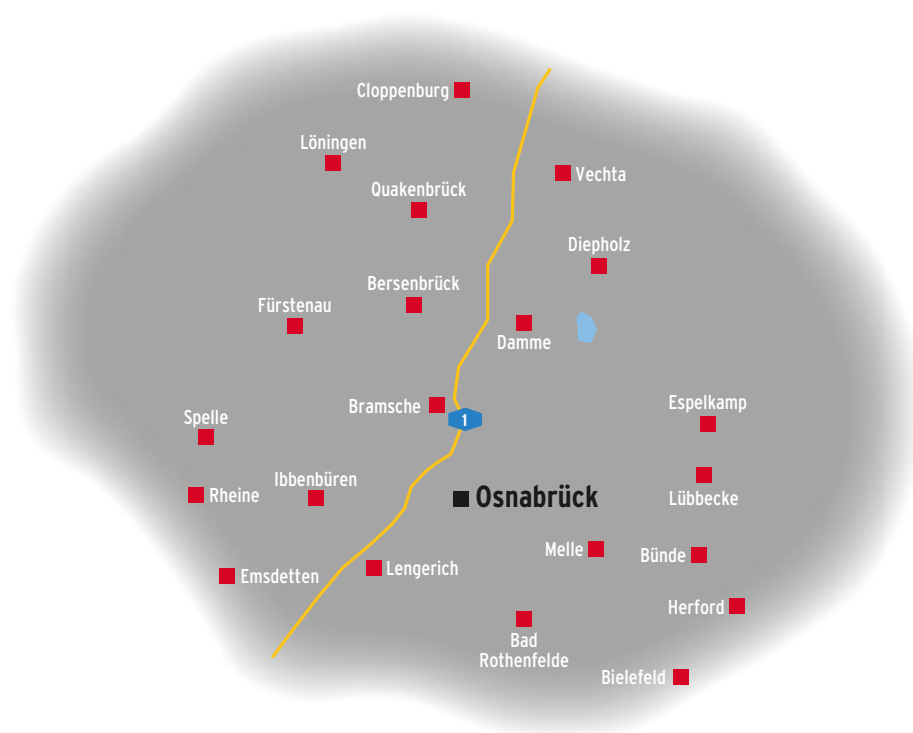 Cloppenburg
Löningen
Vechta
Quakenbrück
Diepholz
Bersenbrück
Fürstenau
Damme
Espelkamp
Bramsche
Spelle
1
Ibbenbüren
Rheine
Osnabrück
Lübbecke
Melle
Bünde
Lengerich
Emsdetten
Herford
Bad
Rothenfelde
Bielefeld